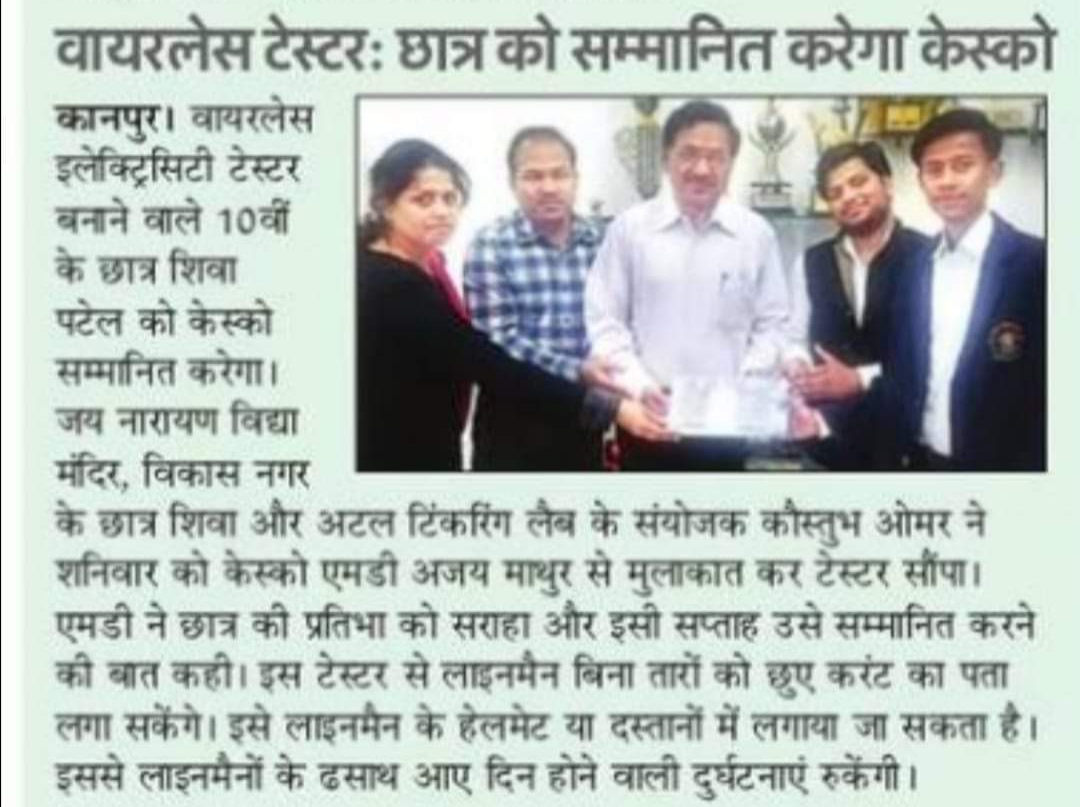 वायरलेस टेस्टर: छात्र को सम्मानित करेगा केस्को
कानपुर। वायरलेस
इलेक्ट्रिसिटी टेस्टर
बनाने वाले 10वीं
के छात्र शिवा
पटेल को केस्को
सम्मानित करेगा।
जय नारायण विद्या
मंदिर, विकास नगर
के छात्र शिवा और अटल टिंकरिंग लैब के संयोजक कौस्तुभ ओमर ने
शनिवार को केस्को एमडी अजय माथुर से मुलाकात कर टेस्टर सौंपा।
एमडी ने छात्र की प्रतिभा को सराहा और इसी सप्ताह उसे सम्मानित करने
की बात कही। इस टेस्टर से लाइनमैन बिना तारों को छुए करंट का पता
लगा सकेंगे। इसे लाइनमैन के हेलमेट या दस्तानों में लगाया जा सकता है।
इससे लाइनमैनों के ढसाथ आए दिन होने वाली दुर्घटनाएं रुकेंगी।